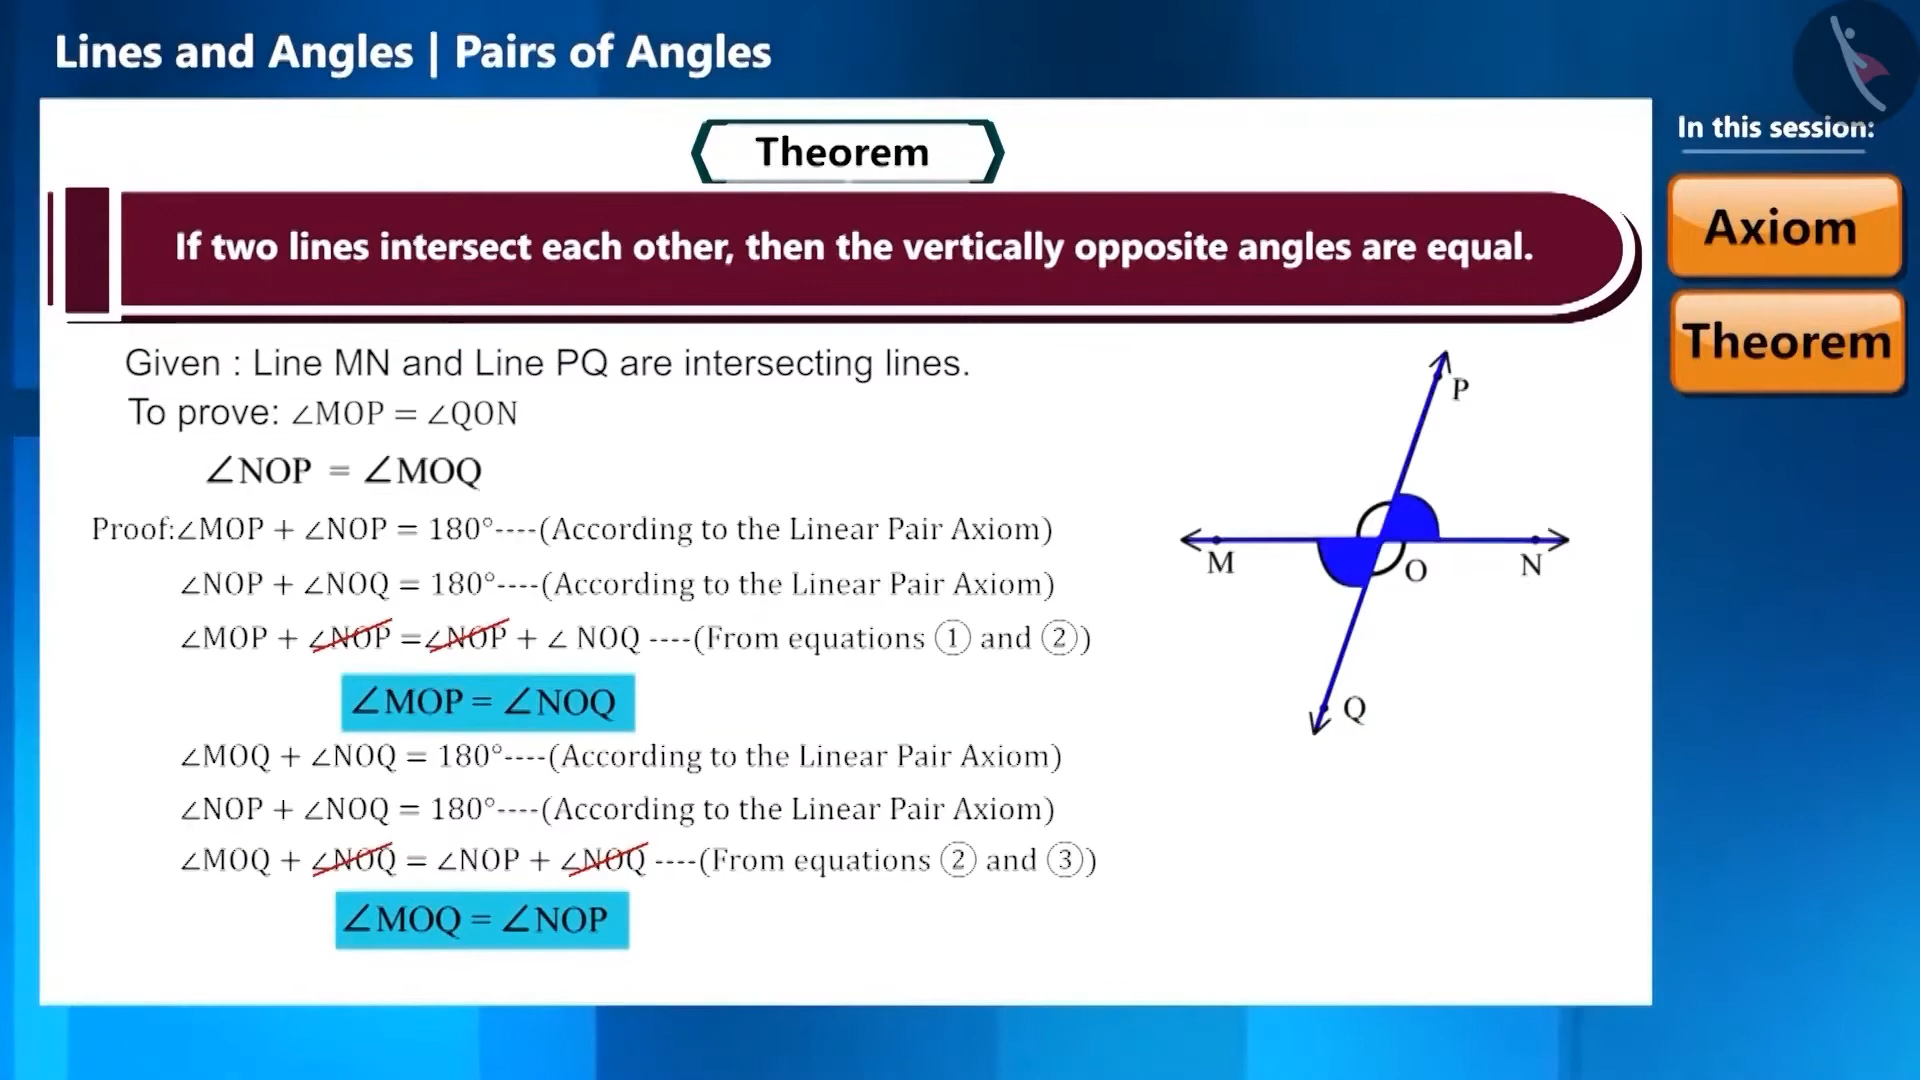 Lines and Angles | Pairs of Angles
In this session:
Axiom
Theorem
Theorem
If two lines intersect each other, then the vertically opposite angles are equal.
Given : Line MN and Line PQ are intersecting lines.
To prove: ∠MOP = ∠QON
∠NOP = ∠MOQ
Proof:∠MOP + ∠NOP = 180°----(According to the Linear Pair Axiom)
∠NOP + ∠NOQ = 180°----(According to the Linear Pair Axiom)
∠MOP + ∠NOP =∠NOP + ∠ NOQ ----(From equations ① and ②)
∠MOP = ∠NOQ
∠MOQ + ∠NOQ = 180°----(According to the Linear Pair Axiom)
∠NOP + ∠NOQ = 180°----(According to the Linear Pair Axiom)
∠MOQ + ∠NOQ = ∠NOP + ∠NOQ ----(From equations ② and ③)
∠MOQ = ∠NOP
P
M
O
N
Q